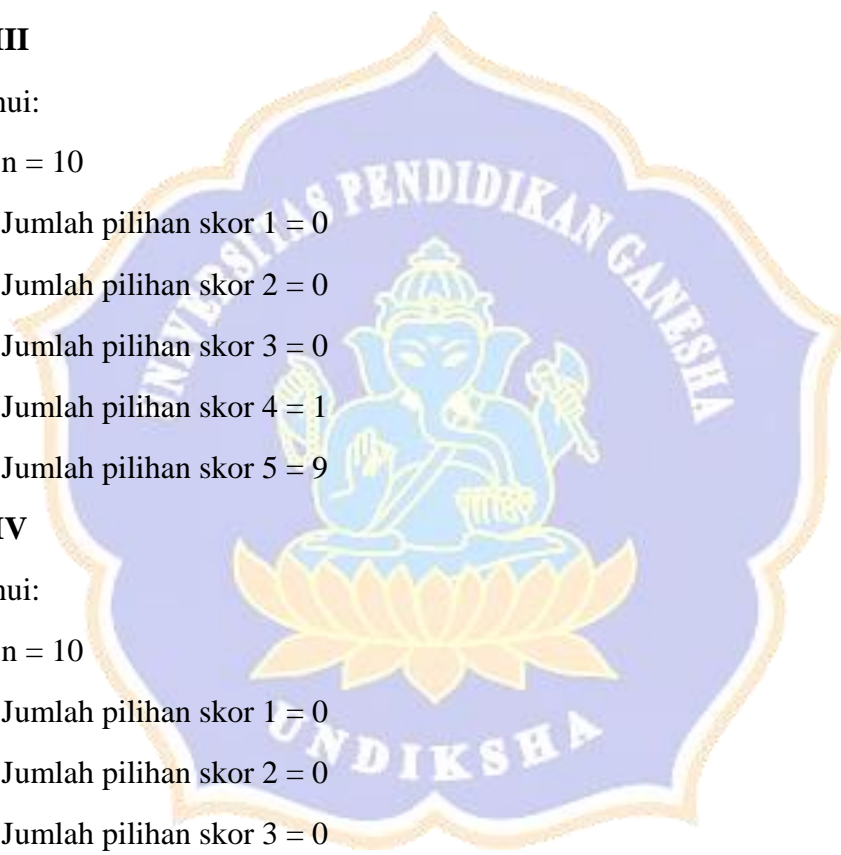 III
hui:
n = 10
Jumlah pilihan skor 1 = 0
Jumlah pilihan skor 2 = 0
Jumlah pilihan skor 3 = 0
Jumlah pilihan skor 4 = 1
Jumlah pilihan skor 5 = 9
IV
hui:
n = 10
Jumlah pilihan skor 1 = 0
Jumlah pilihan skor 2 = 0
Jumlah pilihan skor 3 = 0
UNIVERSITAS PENDIDIKAN GANESHA
UNDIKSHA